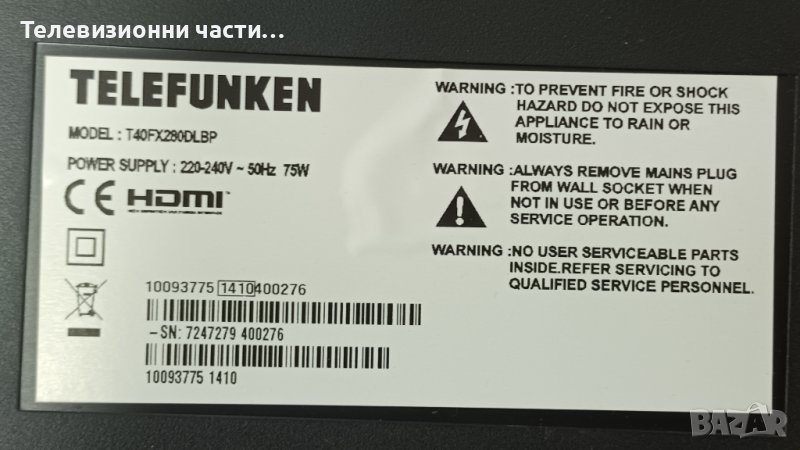 Телевизионни части...
TELEFUNKEN
MODEL : T40FX280DLBP
POWER SUPPLY : 220-240V ~ 50Hz 75W
CE HDMI™
10093775 1410 400276
-SN: 7247279 400276
10093775 1410
WARNING :TO PREVENT FIRE OR SHOCK
HAZARD DO NOT EXPOSE THIS
APPLIANCE TO RAIN OR
MOISTURE.
WARNING :ALWAYS REMOVE MAINS PLUG
FROM WALL SOCKET WHEN
NOT IN USE OR BEFORE ANY
SERVICE OPERATION.
WARNING :NO USER SERVICEABLE PARTS
INSIDE.REFER SERVICING TO
QUALIFIED SERVICE PERSONNEL.
BAZAR